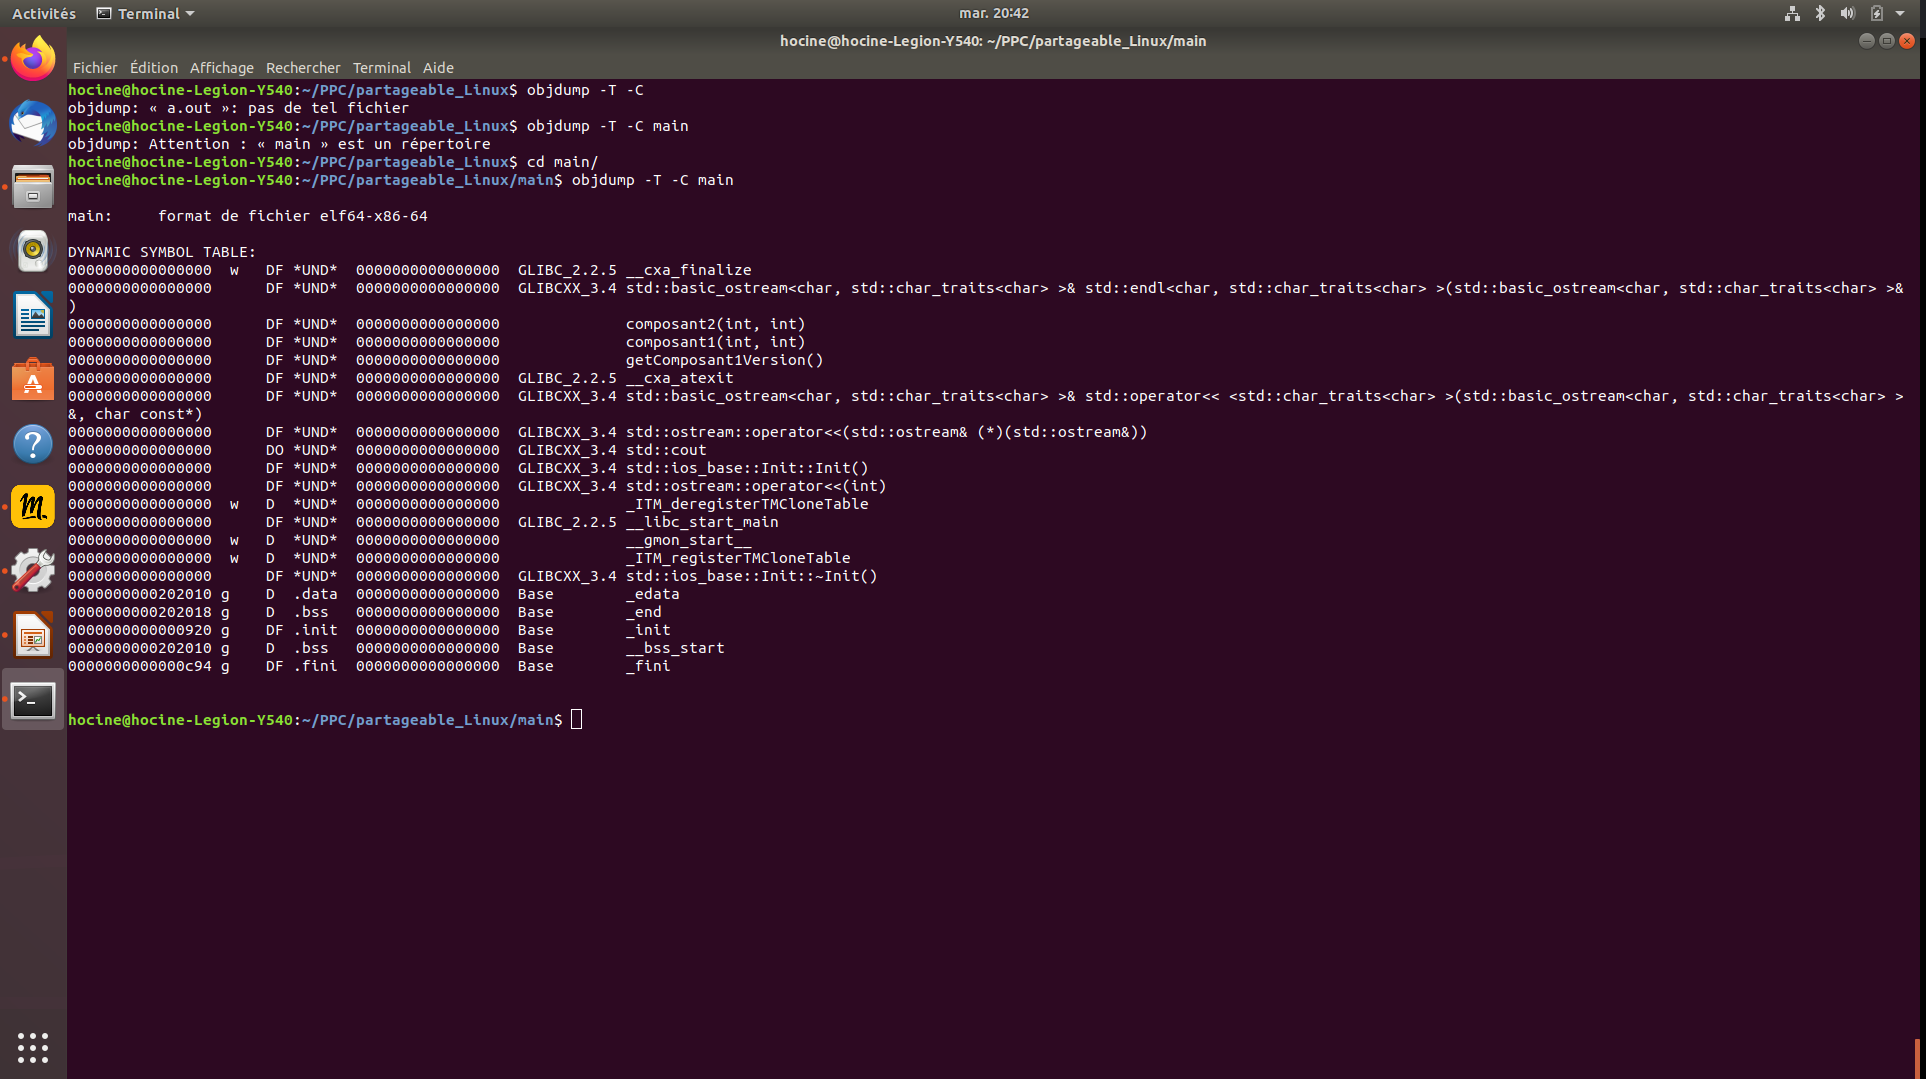 Activités Terminal mar. 20:42
hocine@hocine-Legion-Y540: ~/PPC/partageable_Linux/main
Fichier Édition Affichage Rechercher Terminal Aide
hocine@hocine-Legion-Y540:~/PPC/partageable_Linux$ objdump -T -C
objdump: « a.out »: pas de tel fichier
hocine@hocine-Legion-Y540:~/PPC/partageable_Linux$ objdump -T -C main
objdump: Attention : « main » est un répertoire
hocine@hocine-Legion-Y540:~/PPC/partageable_Linux$ cd main/
hocine@hocine-Legion-Y540:~/PPC/partageable_Linux/main$ objdump -T -C main
main:     format de fichier elf64-x86-64
DYNAMIC SYMBOL TABLE:
0000000000000000  w   DF *UND*  0000000000000000  GLIBC_2.2.5 __cxa_finalize
0000000000000000      DF *UND*  0000000000000000  GLIBCXX_3.4 std::basic_ostream<char, std::char_traits<char> >& std::endl<char, std::char_traits<char> >(std::basic_ostream<char, std::char_traits<char> >&
)
0000000000000000      DF *UND*  0000000000000000              composant2(int, int)
0000000000000000      DF *UND*  0000000000000000              composant1(int, int)
0000000000000000      DF *UND*  0000000000000000              getComposant1Version()
0000000000000000      DF *UND*  0000000000000000  GLIBC_2.2.5 __cxa_atexit
0000000000000000      DF *UND*  0000000000000000  GLIBCXX_3.4 std::basic_ostream<char, std::char_traits<char> >& std::operator<< <std::char_traits<char> >(std::basic_ostream<char, std::char_traits<char> >
&, char const*)
0000000000000000      DF *UND*  0000000000000000  GLIBCXX_3.4 std::ostream::operator<<(std::ostream& (*)(std::ostream&))
0000000000000000      DO *UND*  0000000000000000  GLIBCXX_3.4 std::cout
0000000000000000      DF *UND*  0000000000000000  GLIBCXX_3.4 std::ios_base::Init::Init()
0000000000000000      DF *UND*  0000000000000000  GLIBCXX_3.4 std::ostream::operator<<(int)
0000000000000000  w   D  *UND*  0000000000000000              _ITM_deregisterTMCloneTable
0000000000000000      DF *UND*  0000000000000000  GLIBC_2.2.5 __libc_start_main
0000000000000000  w   D  *UND*  0000000000000000              __gmon_start__
0000000000000000  w   D  *UND*  0000000000000000              _ITM_registerTMCloneTable
0000000000000000      DF *UND*  0000000000000000  GLIBCXX_3.4 std::ios_base::Init::~Init()
0000000000202010 g    D  .data  0000000000000000  Base        _edata
0000000000202018 g    D  .bss   0000000000000000  Base        _end
0000000000000920 g    DF .init  0000000000000000  Base        _init
0000000000202010 g    D  .bss   0000000000000000  Base        __bss_start
0000000000000c94 g    DF .fini  0000000000000000  Base        _fini
hocine@hocine-Legion-Y540:~/PPC/partageable_Linux/main$